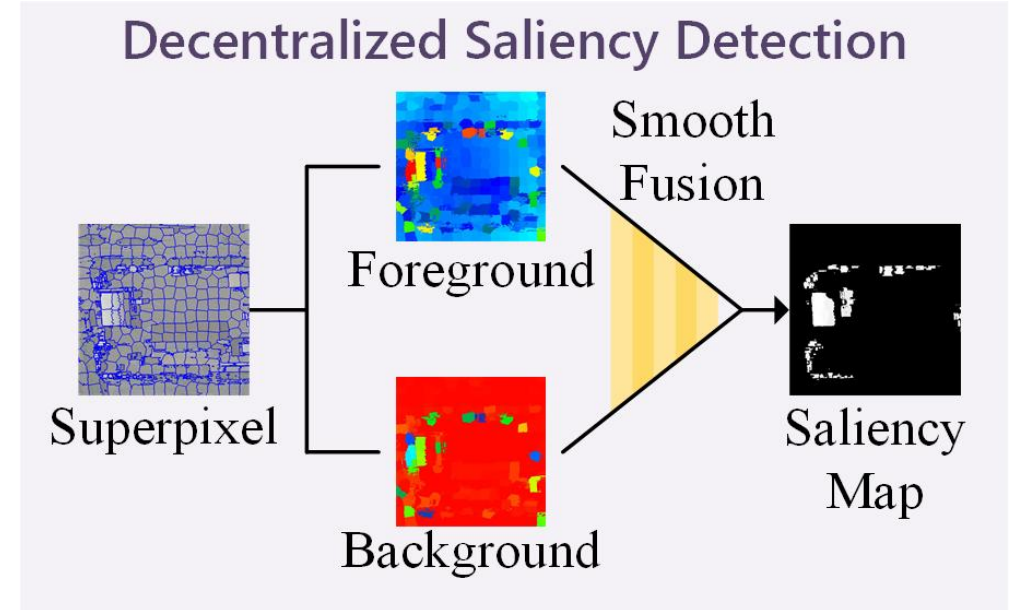 Decentralized Saliency Detection
Smooth
Fusion
Foreground
Superpixel
Saliency
Map
Background